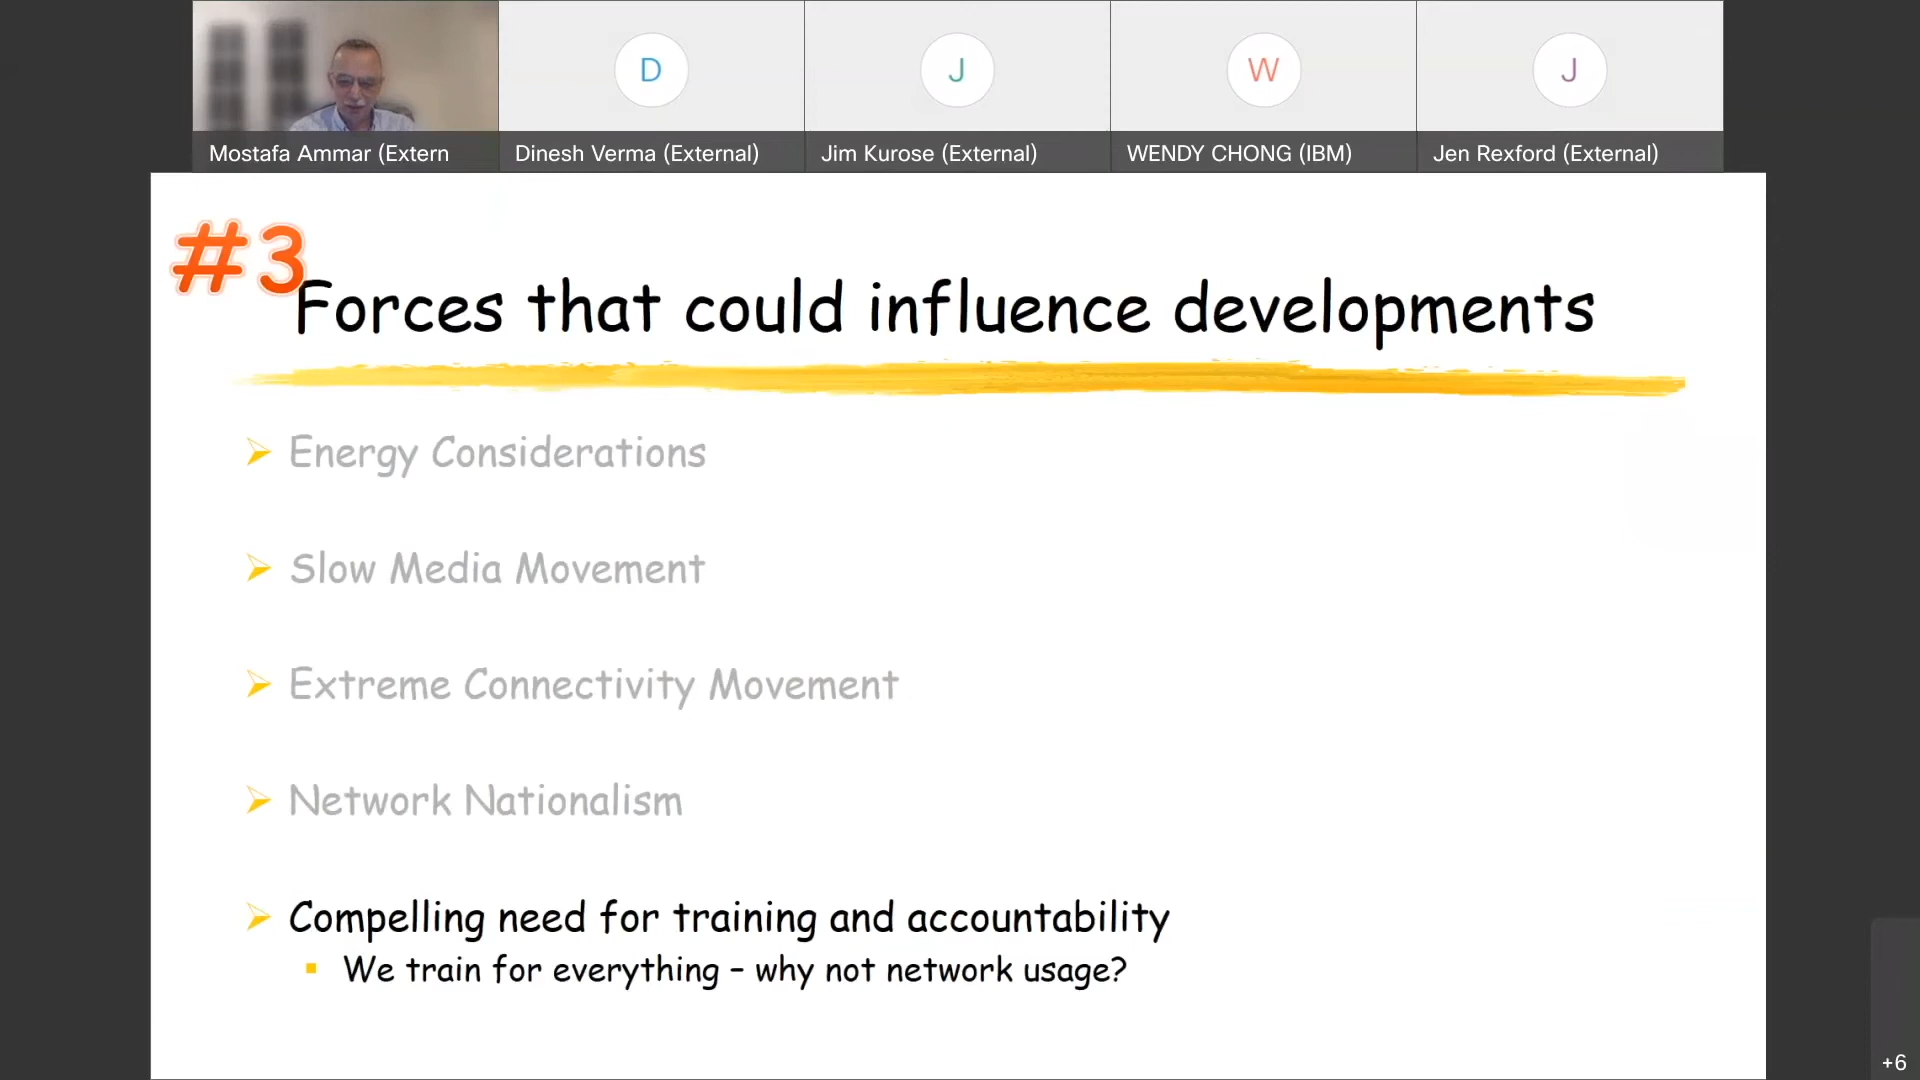 D
J
W
J
Mostafa Ammar (Extern
Dinesh Verma (External)
Jim Kurose (External)
WENDY CHONG (IBM)
Jen Rexford (External)
#3
Forces that could influence developments
Energy Considerations
Slow Media Movement
Extreme Connectivity Movement
Network Nationalism
Compelling need for training and accountability
We train for everything – why not network usage?
+6